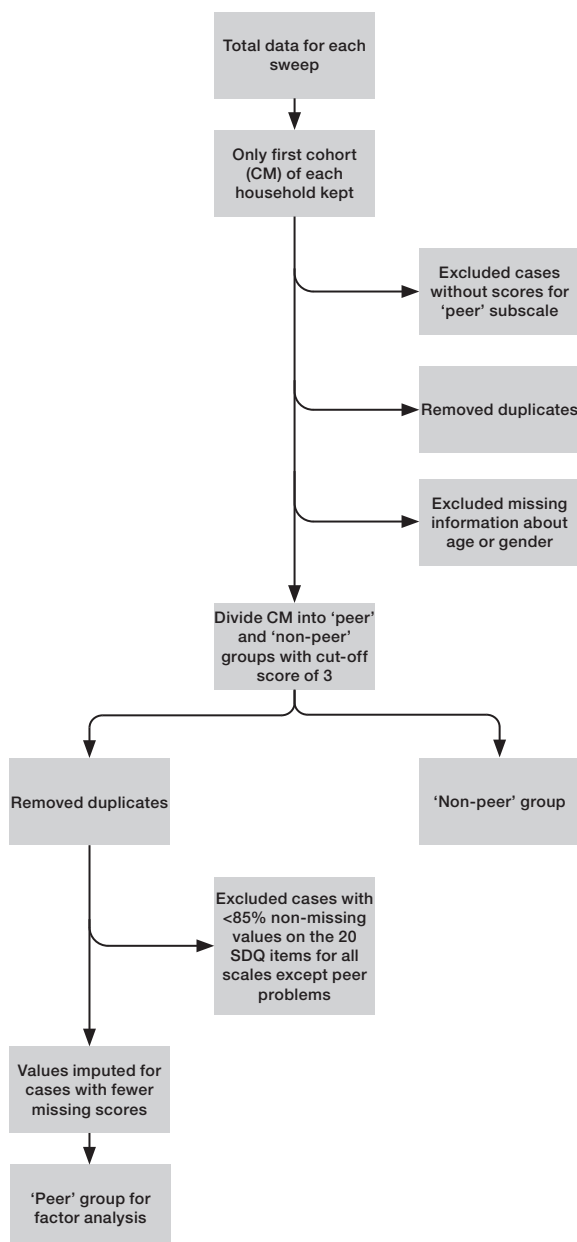 Total data for each
sweep
Only first cohort
(CM) of each
household kept
Excluded cases
without scores for
‘peer’ subscale
Removed duplicates
Excluded missing
information about
age or gender
Divide CM into ‘peer’
and ‘non-peer’
groups with cut-off
score of 3
Removed duplicates
‘Non-peer’ group
Excluded cases with
<85% non-missing
values on the 20
SDQ items for all
scales except peer
problems
Values imputed for
cases with fewer
missing scores
‘Peer’ group for
factor analysis